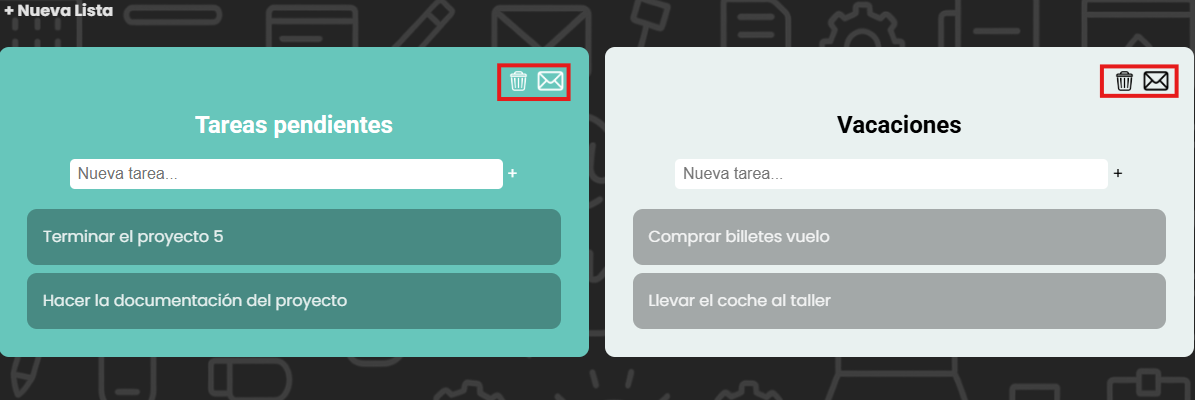 + Nueva Lista
Tareas pendientes
Nueva tarea... +
Terminar el proyecto 5
Hacer la documentación del proyecto
Vacaciones
Nueva tarea... +
Comprar billetes vuelo
Llevar el coche al taller